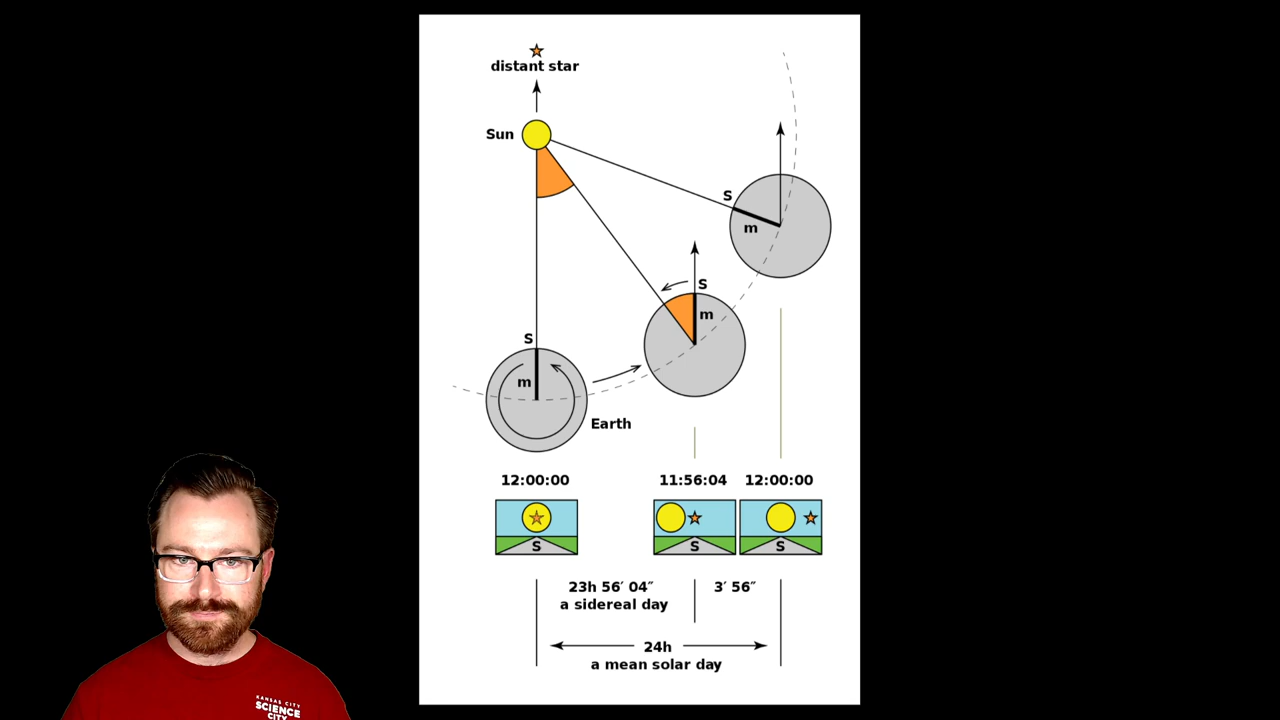 distant star
Sun
S
m
S
m
S
m
Earth
12:00:00
11:56:04
12:00:00
S
S
S
23h 56′ 04″
a sidereal day
3′ 56″
24h
a mean solar day
KANSAS CITY
SCIENCE
CITY